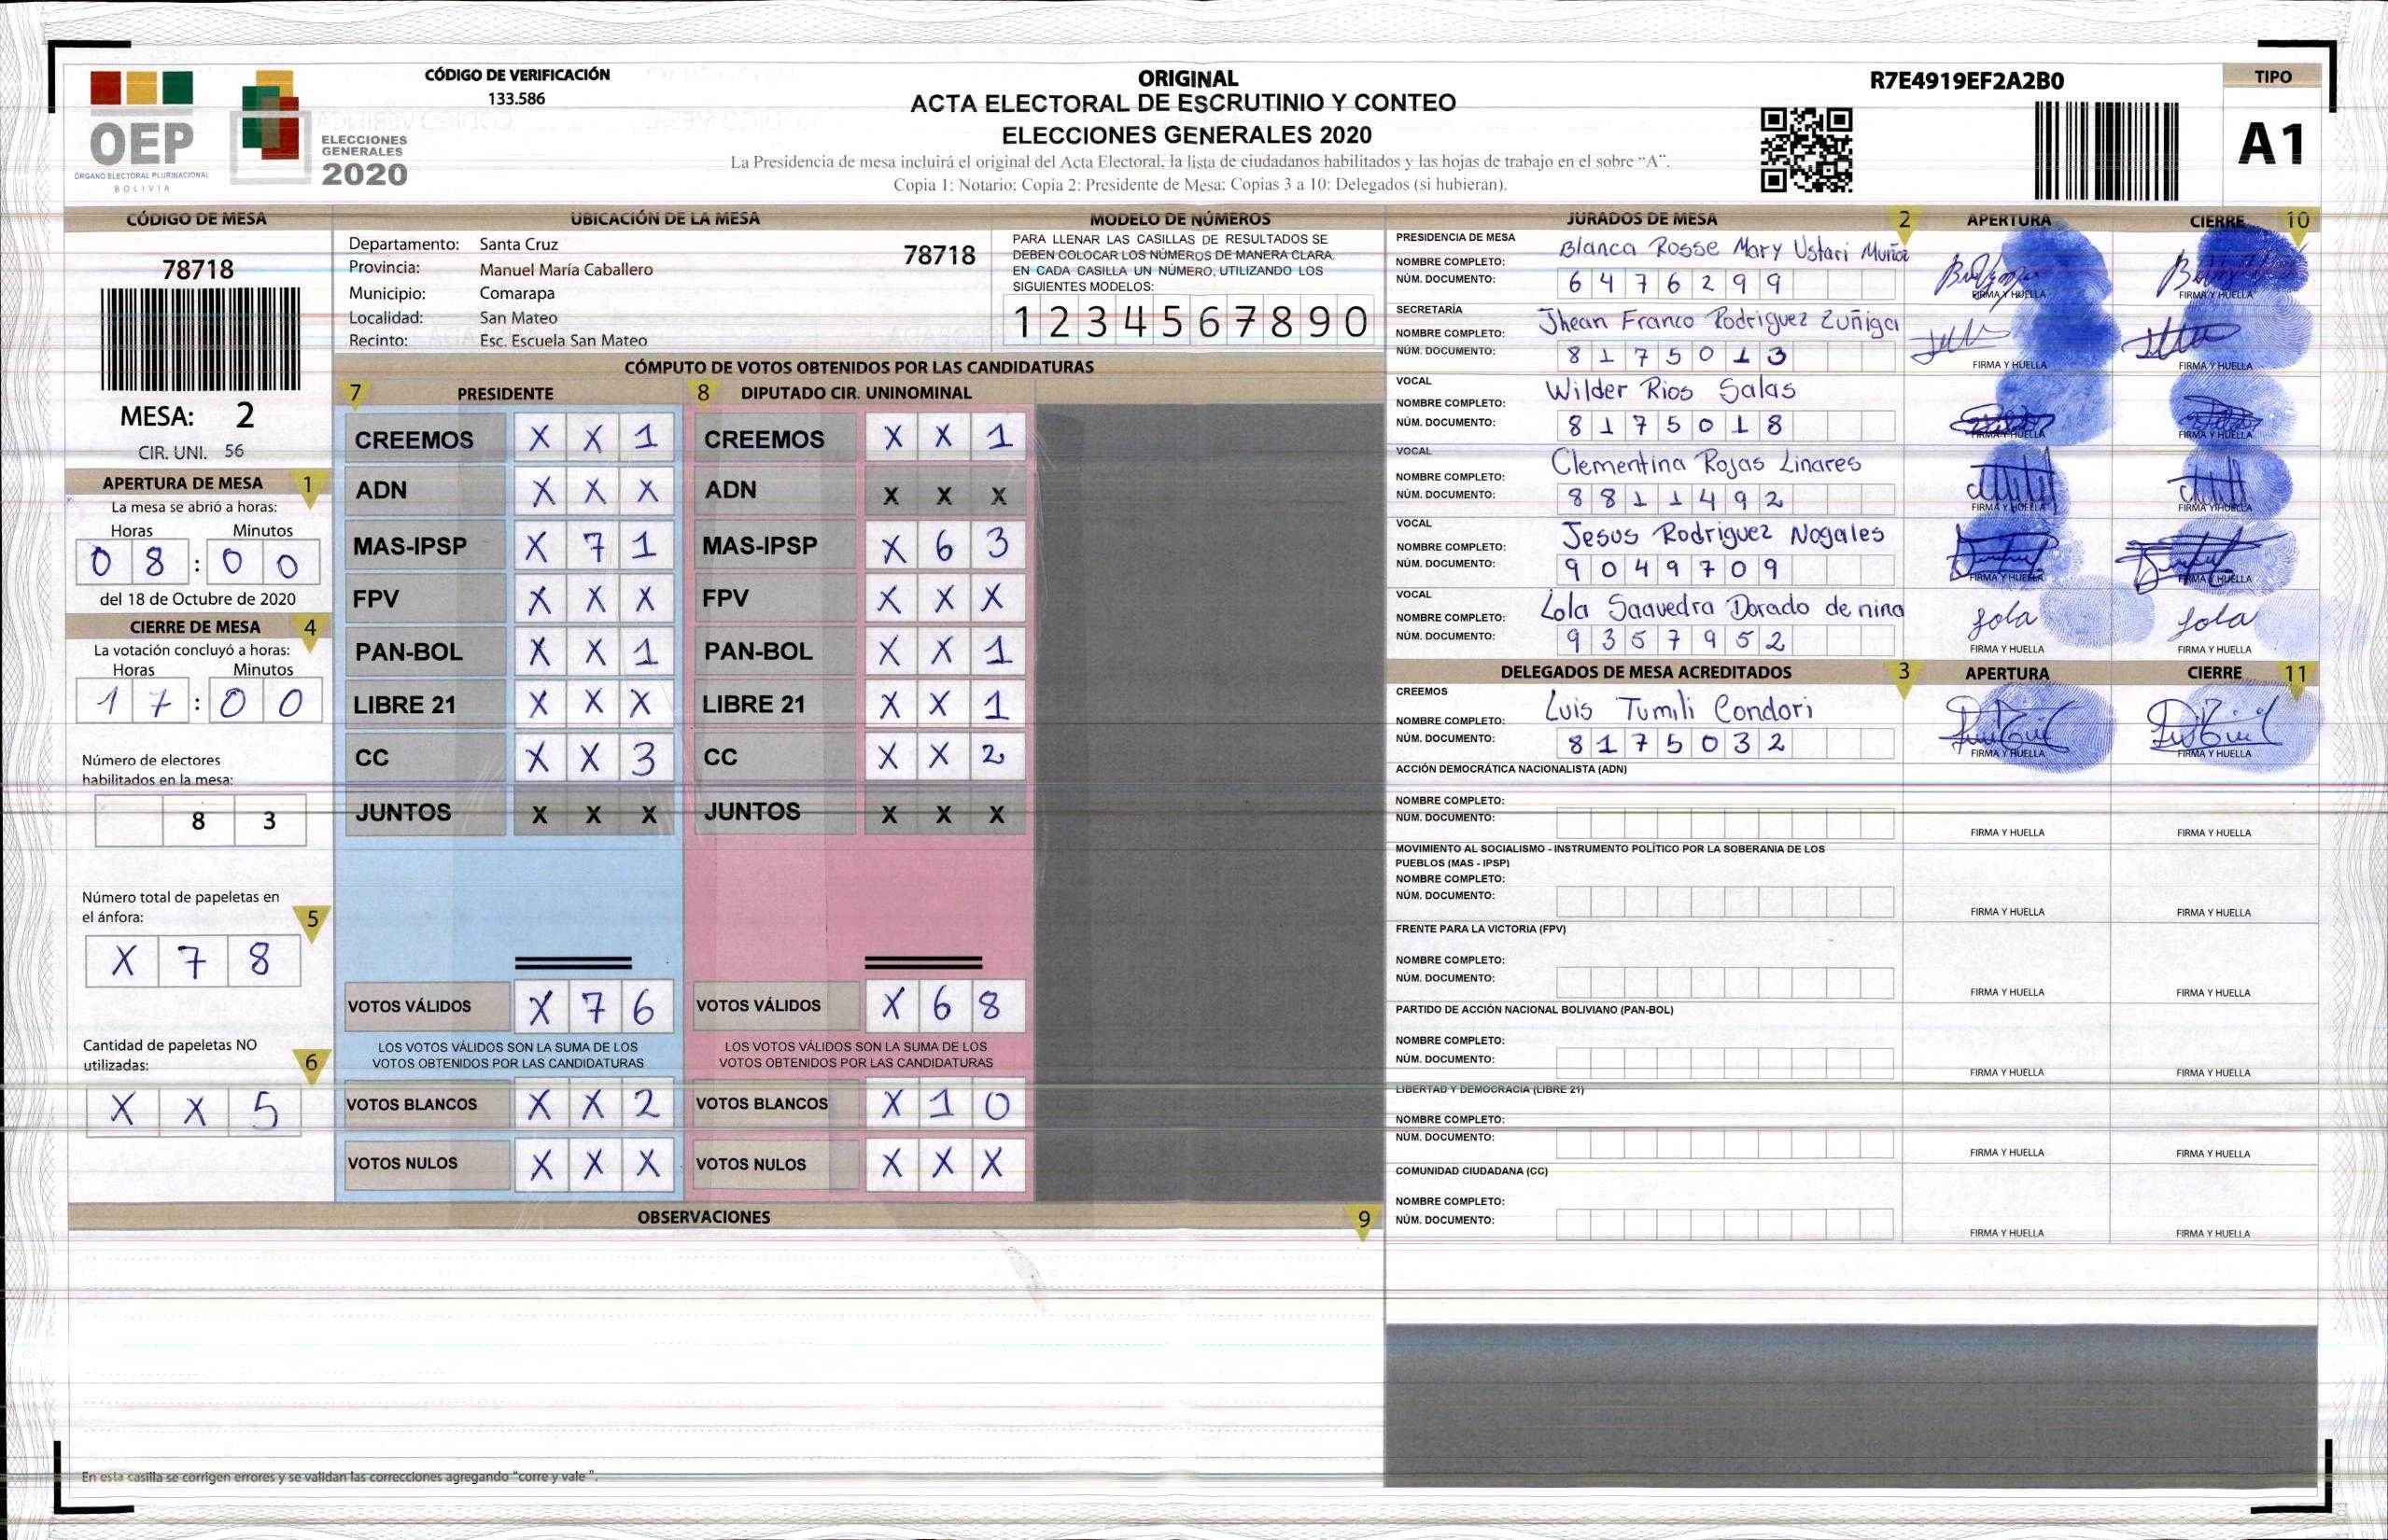 CÓDIGO DE VERIFICACIÓN
133.586
OEP
ÓRGANO ELECTORAL PLURINACIONAL
BOLIVIA
ELECCIONES
GENERALES
2020
ORIGINAL
ACTA ELECTORAL DE ESCRUTINIO Y CONTEO
ELECCIONES GENERALES 2020
La Presidencia de mesa incluirá el original del Acta Electoral, la lista de ciudadanos habilitados y las hojas de trabajo en el sobre "A".
Copia 1: Notario; Copia 2: Presidente de Mesa; Copias 3 a 10: Delegados (si hubieran).
R7E4919EF2A2B0
TIPO
A1
CÓDIGO DE MESA
78718
MESA: 2
CIR. UNI. 56
APERTURA DE MESA 1
La mesa se abrió a horas:
Horas Minutos
0 8 : 0 0
del 18 de Octubre de 2020
CIERRE DE MESA 4
La votación concluyó a horas:
Horas Minutos
1 7 : 0 0
Número de electores
habilitados en la mesa:
8 3
Número total de papeletas en
el ánfora: 5
X 7 8
Cantidad de papeletas NO
utilizadas: 6
X X 5
UBICACIÓN DE LA MESA
Departamento: Santa Cruz 78718
Provincia: Manuel María Caballero
Municipio: Comarapa
Localidad: San Mateo
Recinto: Esc. Escuela San Mateo
MODELO DE NÚMEROS
PARA LLENAR LAS CASILLAS DE RESULTADOS SE
DEBEN COLOCAR LOS NÚMEROS DE MANERA CLARA.
EN CADA CASILLA UN NÚMERO, UTILIZANDO LOS
SIGUIENTES MODELOS:
1 2 3 4 5 6 7 8 9 0
CÓMPUTO DE VOTOS OBTENIDOS POR LAS CANDIDATURAS
7 PRESIDENTE
CREEMOS X X 1
ADN X X X
MAS-IPSP X 7 1
FPV X X X
PAN-BOL X X 1
LIBRE 21 X X X
CC X X 3
JUNTOS X X X
VOTOS VÁLIDOS X 7 6
LOS VOTOS VÁLIDOS SON LA SUMA DE LOS
VOTOS OBTENIDOS POR LAS CANDIDATURAS
VOTOS BLANCOS X X 2
VOTOS NULOS X X X
8 DIPUTADO CIR. UNINOMINAL
CREEMOS X X 1
ADN X X X
MAS-IPSP X 6 3
FPV X X X
PAN-BOL X X 1
LIBRE 21 X X 1
CC X X 2
JUNTOS X X X
VOTOS VÁLIDOS X 6 8
LOS VOTOS VÁLIDOS SON LA SUMA DE LOS
VOTOS OBTENIDOS POR LAS CANDIDATURAS
VOTOS BLANCOS X 1 0
VOTOS NULOS X X X
OBSERVACIONES 9
En esta casilla se corrigen errores y se validan las correcciones agregando "corre y vale".
JURADOS DE MESA 2 APERTURA CIERRE 10
PRESIDENCIA DE MESA
NOMBRE COMPLETO: Blanca Rosse Mary Ustari Muñoz
NÚM. DOCUMENTO: 6 4 7 6 2 9 9
FIRMA Y HUELLA FIRMA Y HUELLA
SECRETARÍA
NOMBRE COMPLETO: Jhean Franco Rodriguez Zuñiga
NÚM. DOCUMENTO: 8 1 7 5 0 1 3
FIRMA Y HUELLA FIRMA Y HUELLA
VOCAL
NOMBRE COMPLETO: Wilder Rios Salas
NÚM. DOCUMENTO: 8 1 7 5 0 1 8
FIRMA Y HUELLA FIRMA Y HUELLA
VOCAL
NOMBRE COMPLETO: Clementina Rojas Linares
NÚM. DOCUMENTO: 8 8 1 1 4 9 2
FIRMA Y HUELLA FIRMA Y HUELLA
VOCAL
NOMBRE COMPLETO: Jesus Rodriguez Nogales
NÚM. DOCUMENTO: 9 0 4 9 7 0 9
FIRMA Y HUELLA FIRMA Y HUELLA
VOCAL
NOMBRE COMPLETO: Lola Saavedra Dorado de nina
NÚM. DOCUMENTO: 9 3 5 7 9 5 2
Lola Lola
FIRMA Y HUELLA FIRMA Y HUELLA
DELEGADOS DE MESA ACREDITADOS 3 APERTURA CIERRE 11
CREEMOS
NOMBRE COMPLETO: Luis Tumili Condori
NÚM. DOCUMENTO: 8 1 7 5 0 3 2
FIRMA Y HUELLA FIRMA Y HUELLA
ACCIÓN DEMOCRÁTICA NACIONALISTA (ADN)
NOMBRE COMPLETO:
NÚM. DOCUMENTO:
FIRMA Y HUELLA FIRMA Y HUELLA
MOVIMIENTO AL SOCIALISMO - INSTRUMENTO POLÍTICO POR LA SOBERANIA DE LOS
PUEBLOS (MAS - IPSP)
NOMBRE COMPLETO:
NÚM. DOCUMENTO:
FIRMA Y HUELLA FIRMA Y HUELLA
FRENTE PARA LA VICTORIA (FPV)
NOMBRE COMPLETO:
NÚM. DOCUMENTO:
FIRMA Y HUELLA FIRMA Y HUELLA
PARTIDO DE ACCIÓN NACIONAL BOLIVIANO (PAN-BOL)
NOMBRE COMPLETO:
NÚM. DOCUMENTO:
FIRMA Y HUELLA FIRMA Y HUELLA
LIBERTAD Y DEMOCRACIA (LIBRE 21)
NOMBRE COMPLETO:
NÚM. DOCUMENTO:
FIRMA Y HUELLA FIRMA Y HUELLA
COMUNIDAD CIUDADANA (CC)
NOMBRE COMPLETO:
NÚM. DOCUMENTO:
FIRMA Y HUELLA FIRMA Y HUELLA